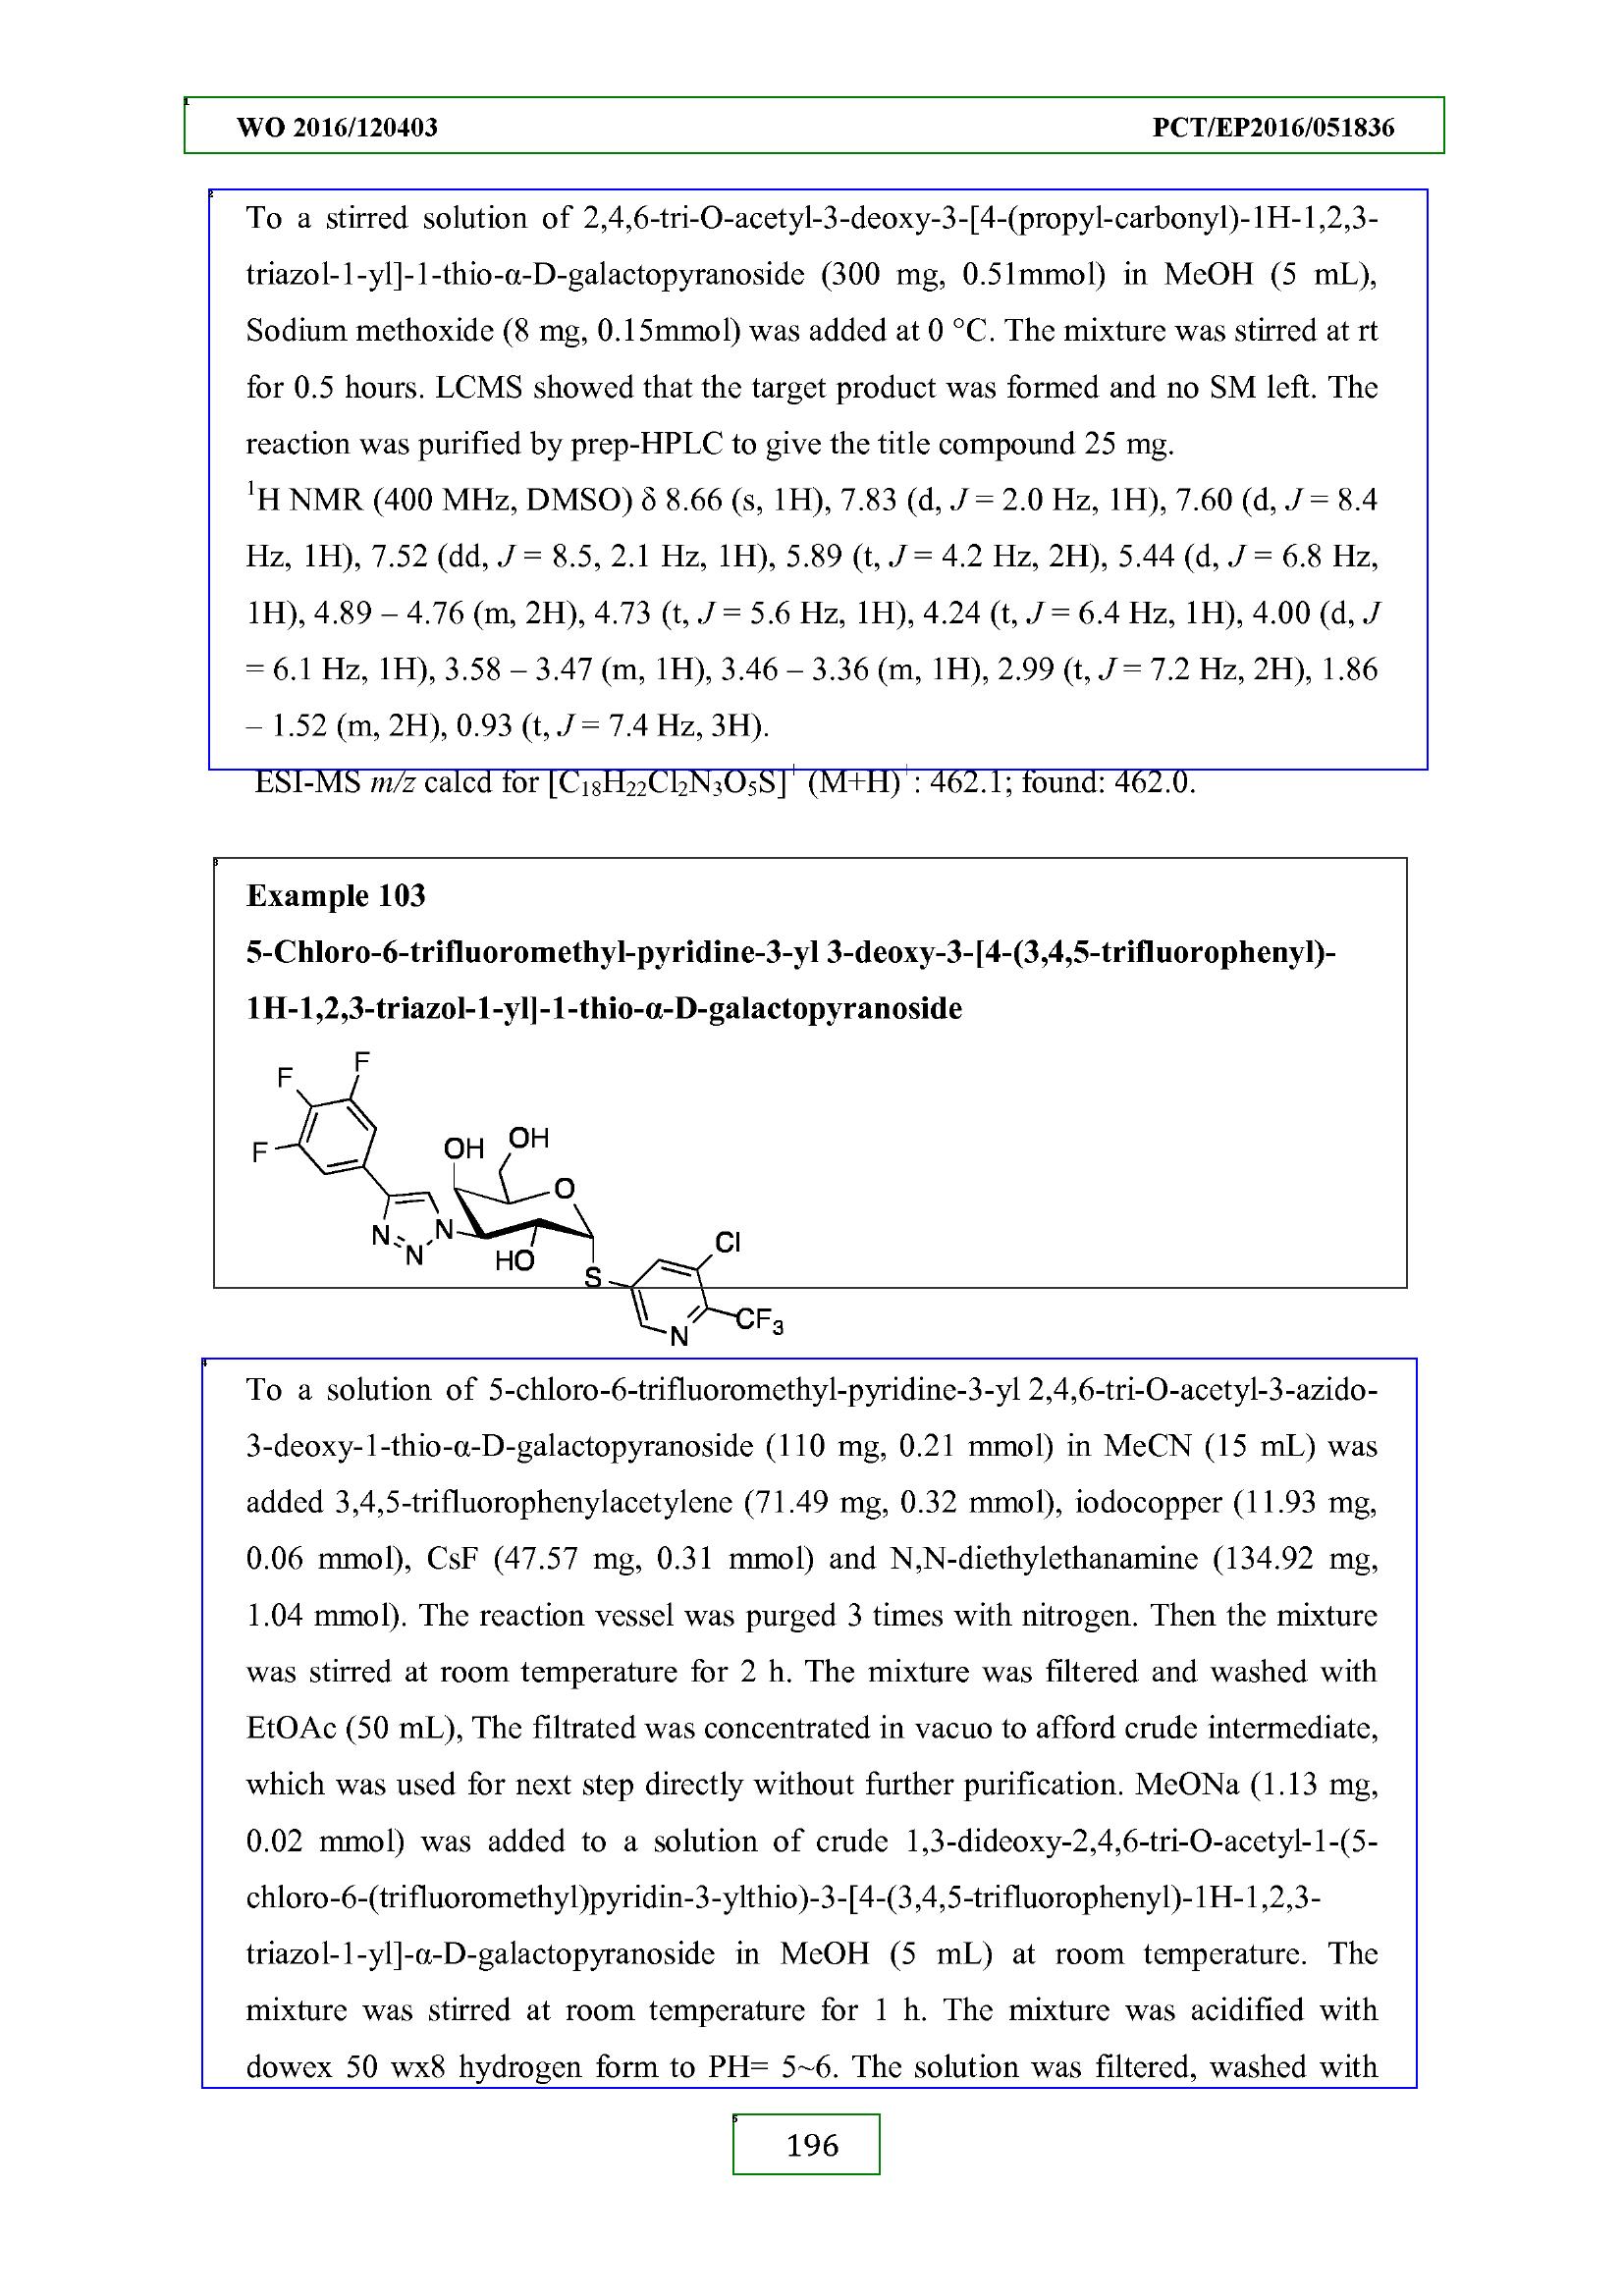 WO 2016/120403 PCT/EP2016/051836
To a stirred solution of 2,4,6-tri-O-acetyl-3-deoxy-3-[4-(propyl-carbonyl)-1H-1,2,3-
triazol-1-yl]-1-thio-α-D-galactopyranoside (300 mg, 0.51mmol) in MeOH (5 mL),
Sodium methoxide (8 mg, 0.15mmol) was added at 0 °C. The mixture was stirred at rt
for 0.5 hours. LCMS showed that the target product was formed and no SM left. The
reaction was purified by prep-HPLC to give the title compound 25 mg.
¹H NMR (400 MHz, DMSO) δ 8.66 (s, 1H), 7.83 (d, J = 2.0 Hz, 1H), 7.60 (d, J = 8.4
Hz, 1H), 7.52 (dd, J = 8.5, 2.1 Hz, 1H), 5.89 (t, J = 4.2 Hz, 2H), 5.44 (d, J = 6.8 Hz,
1H), 4.89 – 4.76 (m, 2H), 4.73 (t, J = 5.6 Hz, 1H), 4.24 (t, J = 6.4 Hz, 1H), 4.00 (d, J
= 6.1 Hz, 1H), 3.58 – 3.47 (m, 1H), 3.46 – 3.36 (m, 1H), 2.99 (t, J = 7.2 Hz, 2H), 1.86
– 1.52 (m, 2H), 0.93 (t, J = 7.4 Hz, 3H).
ESI-MS m/z calcd for [C₁₈H₂₂Cl₂N₃O₅S]⁺ (M+H)⁺: 462.1; found: 462.0.
Example 103
5-Chloro-6-trifluoromethyl-pyridine-3-yl 3-deoxy-3-[4-(3,4,5-trifluorophenyl)-
1H-1,2,3-triazol-1-yl]-1-thio-α-D-galactopyranoside
F
F
F
OH
OH
O
N
N
N
HO
S
Cl
CF₃
N
To a solution of 5-chloro-6-trifluoromethyl-pyridine-3-yl 2,4,6-tri-O-acetyl-3-azido-
3-deoxy-1-thio-α-D-galactopyranoside (110 mg, 0.21 mmol) in MeCN (15 mL) was
added 3,4,5-trifluorophenylacetylene (71.49 mg, 0.32 mmol), iodocopper (11.93 mg,
0.06 mmol), CsF (47.57 mg, 0.31 mmol) and N,N-diethylethanamine (134.92 mg,
1.04 mmol). The reaction vessel was purged 3 times with nitrogen. Then the mixture
was stirred at room temperature for 2 h. The mixture was filtered and washed with
EtOAc (50 mL), The filtrated was concentrated in vacuo to afford crude intermediate,
which was used for next step directly without further purification. MeONa (1.13 mg,
0.02 mmol) was added to a solution of crude 1,3-dideoxy-2,4,6-tri-O-acetyl-1-(5-
chloro-6-(trifluoromethyl)pyridin-3-ylthio)-3-[4-(3,4,5-trifluorophenyl)-1H-1,2,3-
triazol-1-yl]-α-D-galactopyranoside in MeOH (5 mL) at room temperature. The
mixture was stirred at room temperature for 1 h. The mixture was acidified with
dowex 50 wx8 hydrogen form to PH= 5~6. The solution was filtered, washed with
196